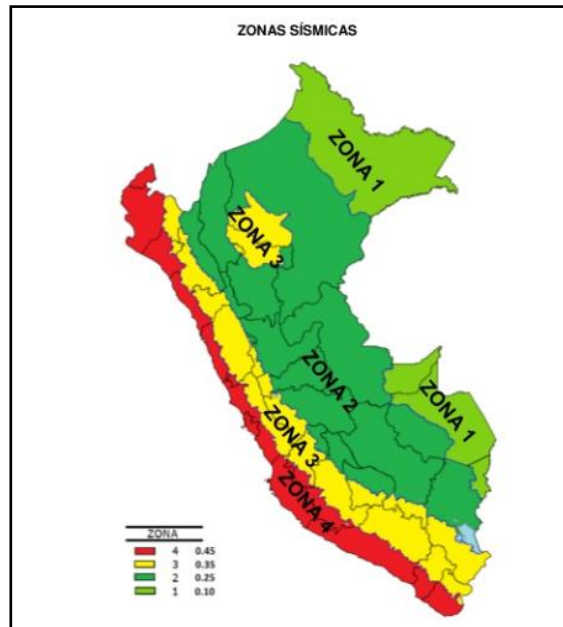 ZONAS SÍSMICAS
ZONA 1
ZONA 3
ZONA 2
ZONA 1
ZONA 3
ZONA 4
ZONA
4 0.45
3 0.35
2 0.25
1 0.10